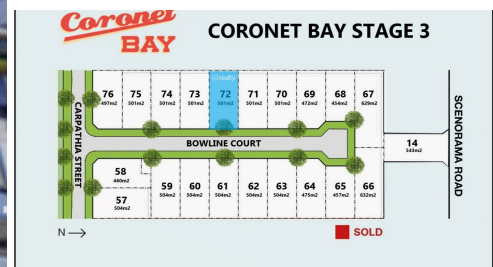 Coronet
BAY
CORONET BAY STAGE 3
76
497m2
75
501m2
74
501m2
73
501m2
72
501m2
71
501m2
70
501m2
69
472m2
68
454m2
67
629m2
CARPATHIA STREET
BOWLINE COURT
14
543m2
SCENORAMA ROAD
58
460m2
57
504m2
59
504m2
60
504m2
61
504m2
62
504m2
63
504m2
64
475m2
65
457m2
66
632m2
N
SOLD